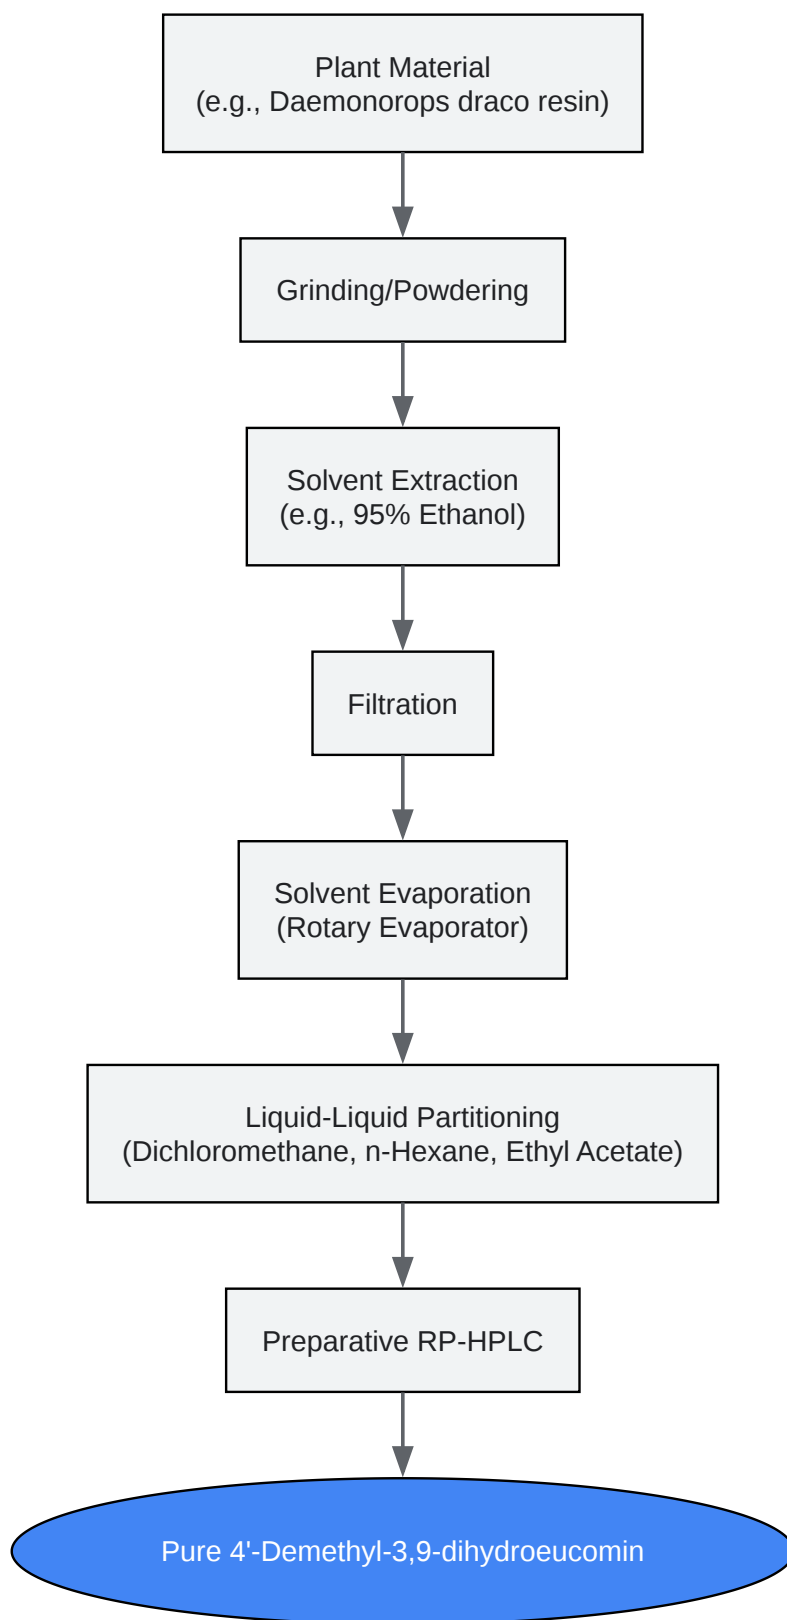 Plant Material
(e.g., Daemonorops draco resin)
Grinding/Powdering
Solvent Extraction
(e.g., 95% Ethanol)
Filtration
Solvent Evaporation
(Rotary Evaporator)
Liquid-Liquid Partitioning
(Dichloromethane, n-Hexane, Ethyl Acetate)
Preparative RP-HPLC
Pure 4'-Demethyl-3,9-dihydroeucomin